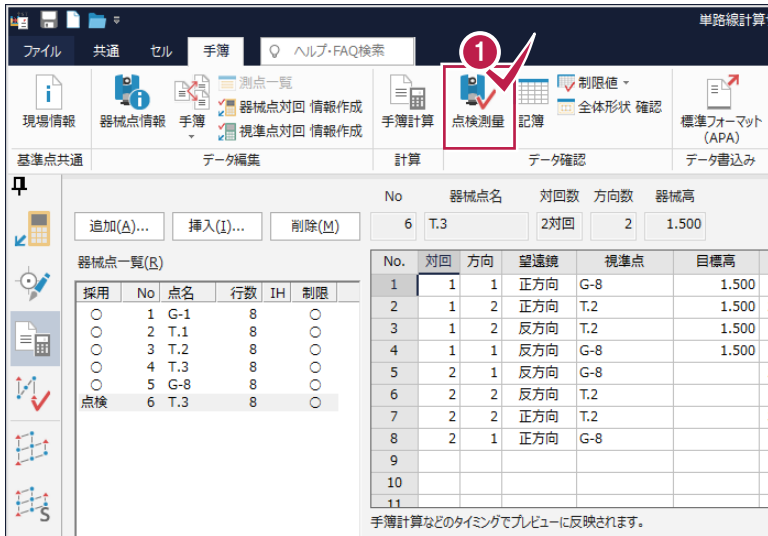 単路線計算
ファイル 共通 セル 手簿 ヘルプ・FAQ検索
1
現場情報
基準点共通
器械点情報
手簿
測点一覧
器械点対回 情報作成
視準点対回 情報作成
データ編集
手簿計算
計算
点検測量
記簿
制限値
全体形状 確認
データ確認
標準フォーマット
(APA)
データ書込み
追加(A)... 挿入(I)... 削除(M)
器械点一覧(R)
採用 No 点名 行数 IH 制限
○ 1 G-1 8 ○
○ 2 T.1 8 ○
○ 3 T.2 8 ○
○ 4 T.3 8 ○
○ 5 G-8 8 ○
点検 6 T.3 8 ○
No 器械点名 対回数 方向数 器械高
6 T.3 2対回 2 1.500
No. 対回 方向 望遠鏡 視準点 目標高
1 1 1 正方向 G-8 1.500
2 1 2 正方向 T.2 1.500
3 1 2 反方向 T.2 1.500
4 1 1 反方向 G-8 1.500
5 2 1 反方向 G-8
6 2 2 反方向 T.2
7 2 2 正方向 T.2
8 2 1 正方向 G-8
9
10
11
手簿計算などのタイミングでプレビューに反映されます。
S